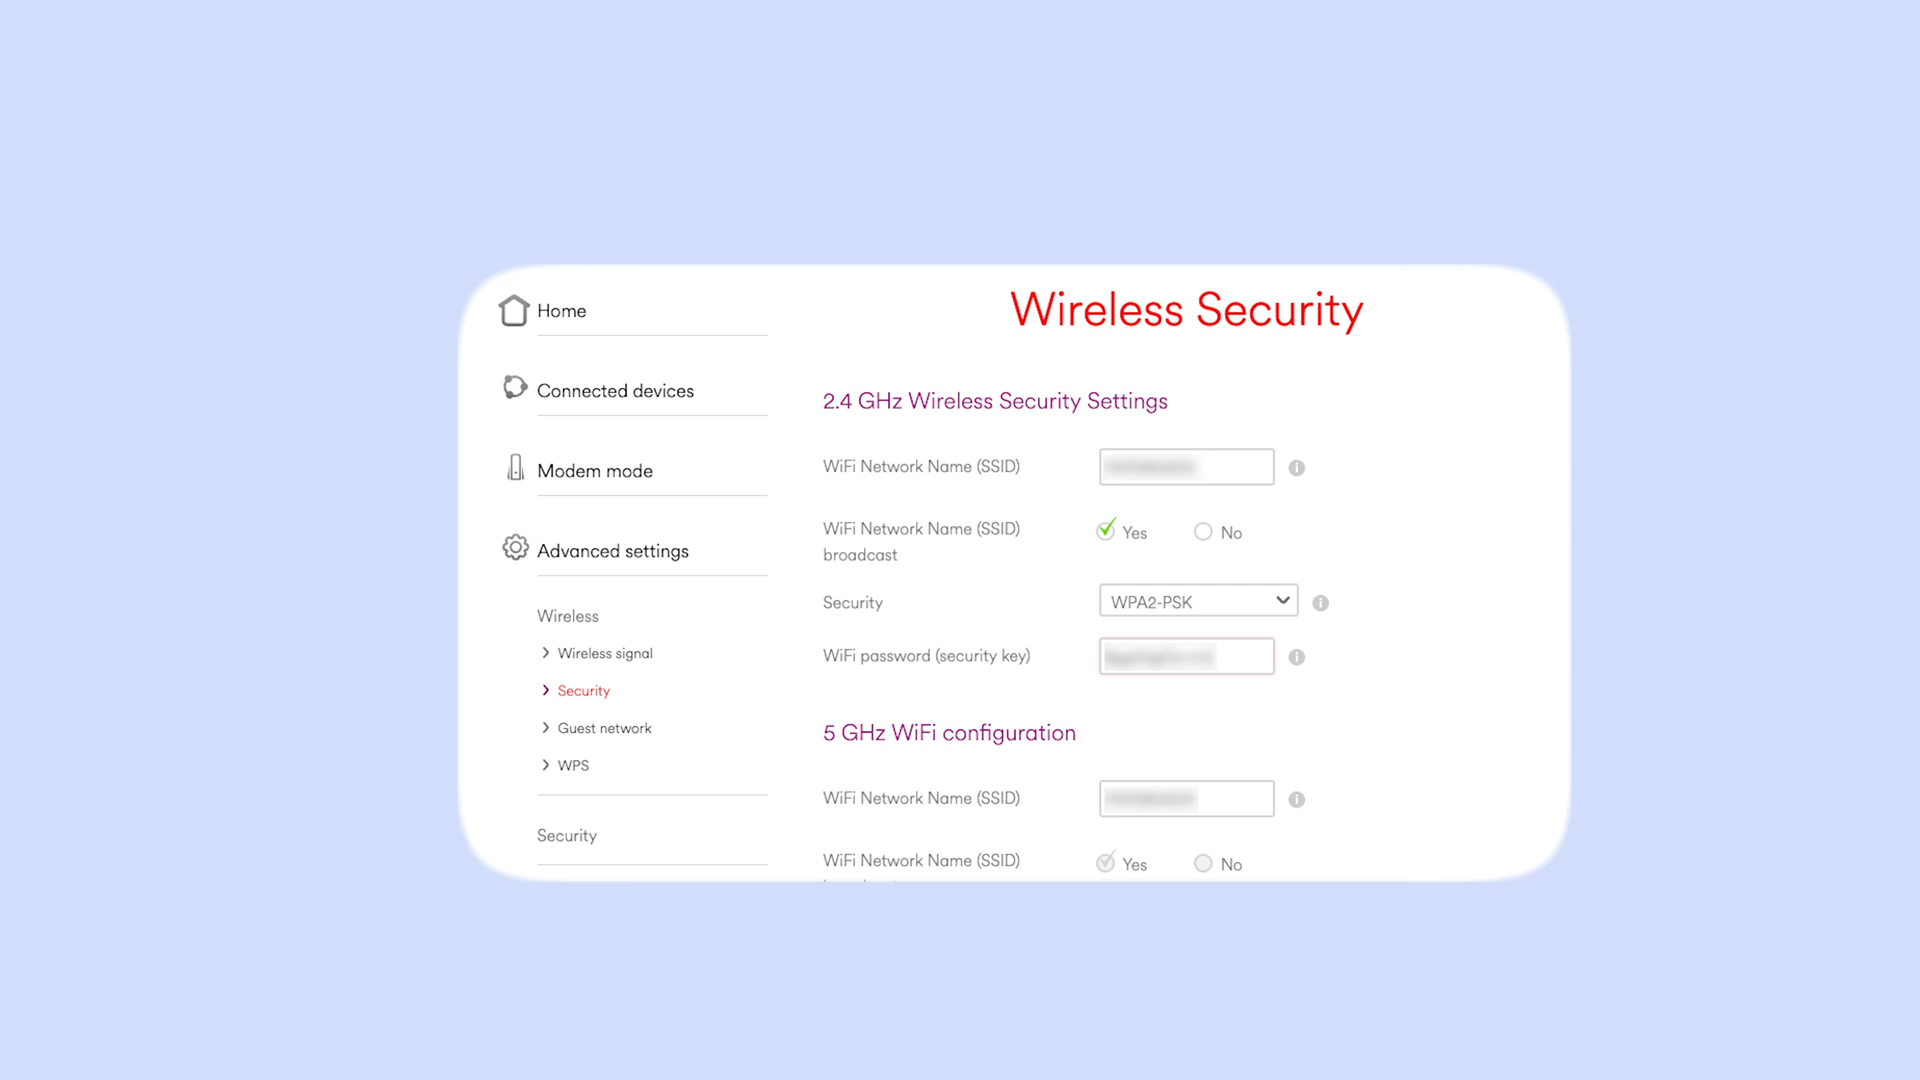 Home
Connected devices
Modem mode
Advanced settings
Wireless
Wireless signal
Security
Guest network
WPS
Security
Wireless Security
2.4 GHz Wireless Security Settings
WiFi Network Name (SSID)
WiFi Network Name (SSID)
broadcast
Yes No
Security
WPA2-PSK
WiFi password (security key)
5 GHz WiFi configuration
WiFi Network Name (SSID)
WiFi Network Name (SSID)
Yes No